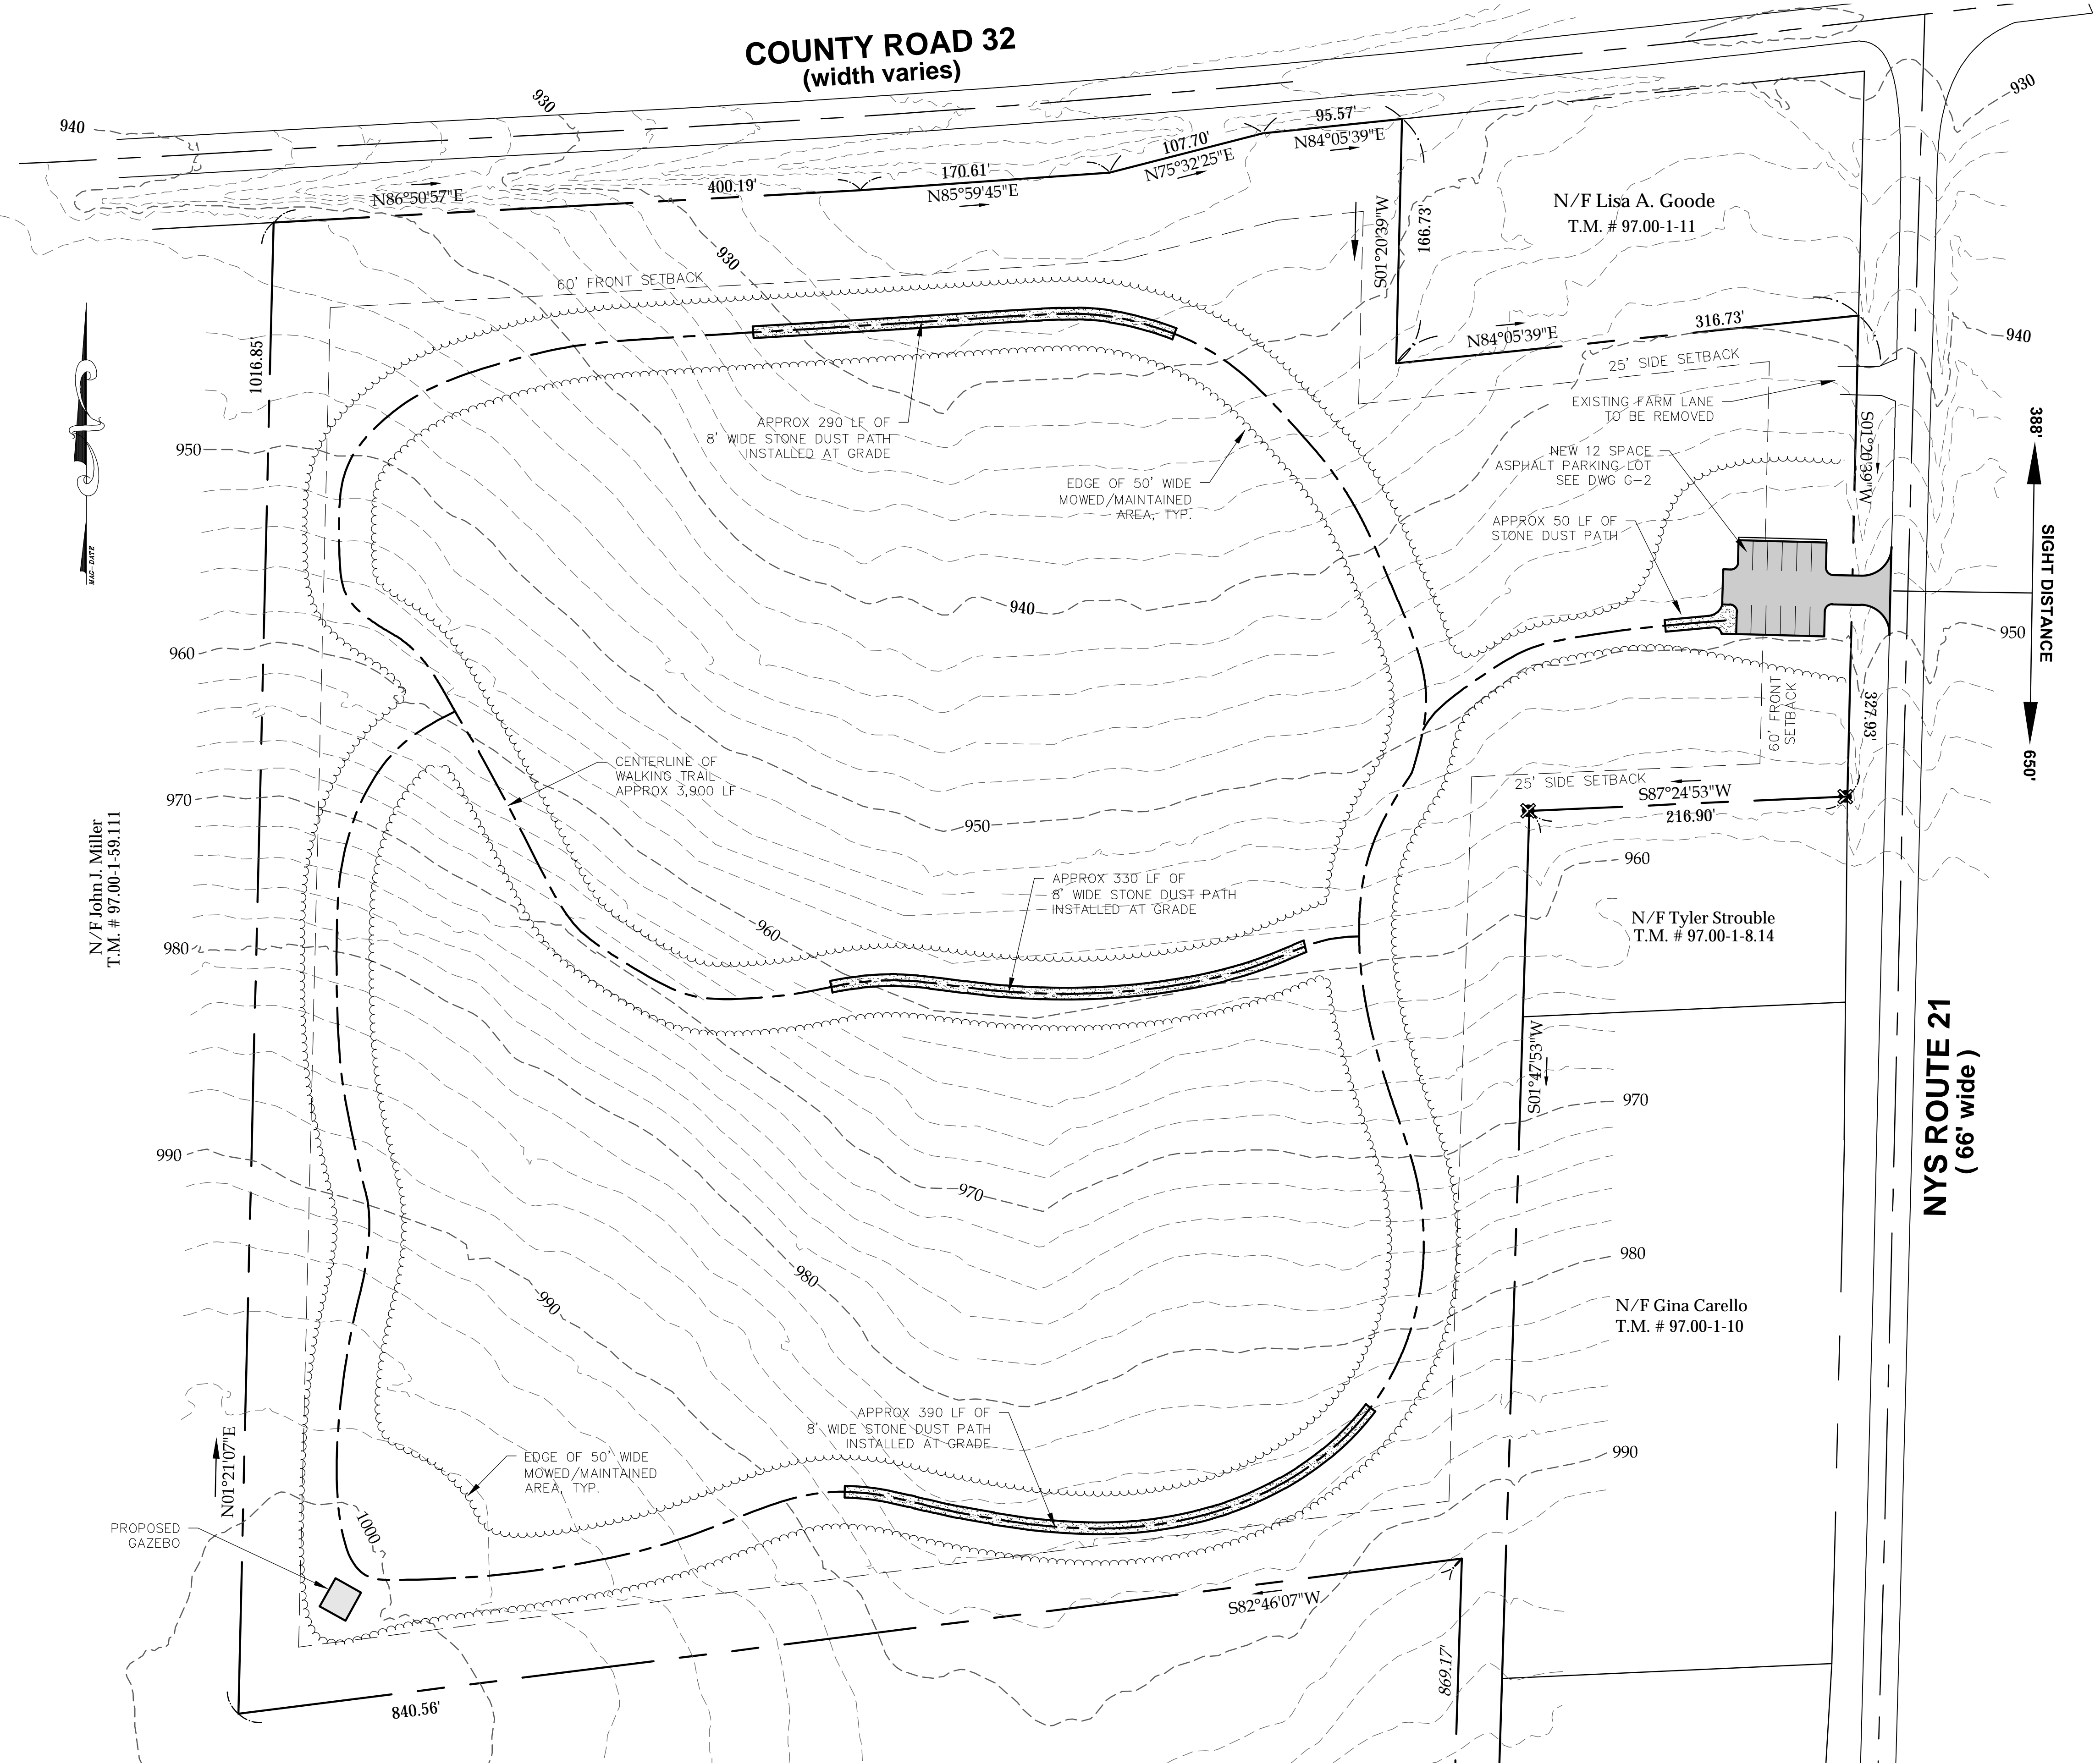 COUNTY ROAD 32
(width varies)
930
940
930
95.57'
N84°05'39"E
107.70'
N75°32'25"E
170.61'
N85°59'45"E
400.19'
N86°50'57"E
930
S01°20'39"W
166.73'
N/F Lisa A. Goode
T.M. # 97.00-1-11
60' FRONT SETBACK
316.73'
N84°05'39"E
940
1016.85'
25' SIDE SETBACK
EXISTING FARM LANE
TO BE REMOVED
S01°20'39"W
388'
APPROX 290 LF OF
8' WIDE STONE DUST PATH
INSTALLED AT GRADE
950
NEW 12 SPACE
ASPHALT PARKING LOT
SEE DWG G-2
EDGE OF 50' WIDE
MOWED/MAINTAINED
AREA, TYP.
APPROX 50 LF OF
STONE DUST PATH
MAG-DATE
SIGHT DISTANCE
940
950
960
60' FRONT
SETBACK
327.93'
650'
CENTERLINE OF
WALKING TRAIL
APPROX 3,900 LF
25' SIDE SETBACK
S87°24'53"W
216.90'
970
950
960
N/F John J. Miller
T.M. # 97.00-1-59.111
APPROX 330 LF OF
8' WIDE STONE DUST PATH
INSTALLED AT GRADE
960
N/F Tyler Strouble
T.M. # 97.00-1-8.14
980
S01°47'53"W
NYS ROUTE 21
( 66' wide )
970
990
970
980
980
990
N/F Gina Carello
T.M. # 97.00-1-10
APPROX 390 LF OF
8' WIDE STONE DUST PATH
INSTALLED AT GRADE
990
EDGE OF 50' WIDE
MOWED/MAINTAINED
AREA, TYP.
N01°21'07"E
1000
PROPOSED
GAZEBO
S82°46'07"W
869.17'
840.56'